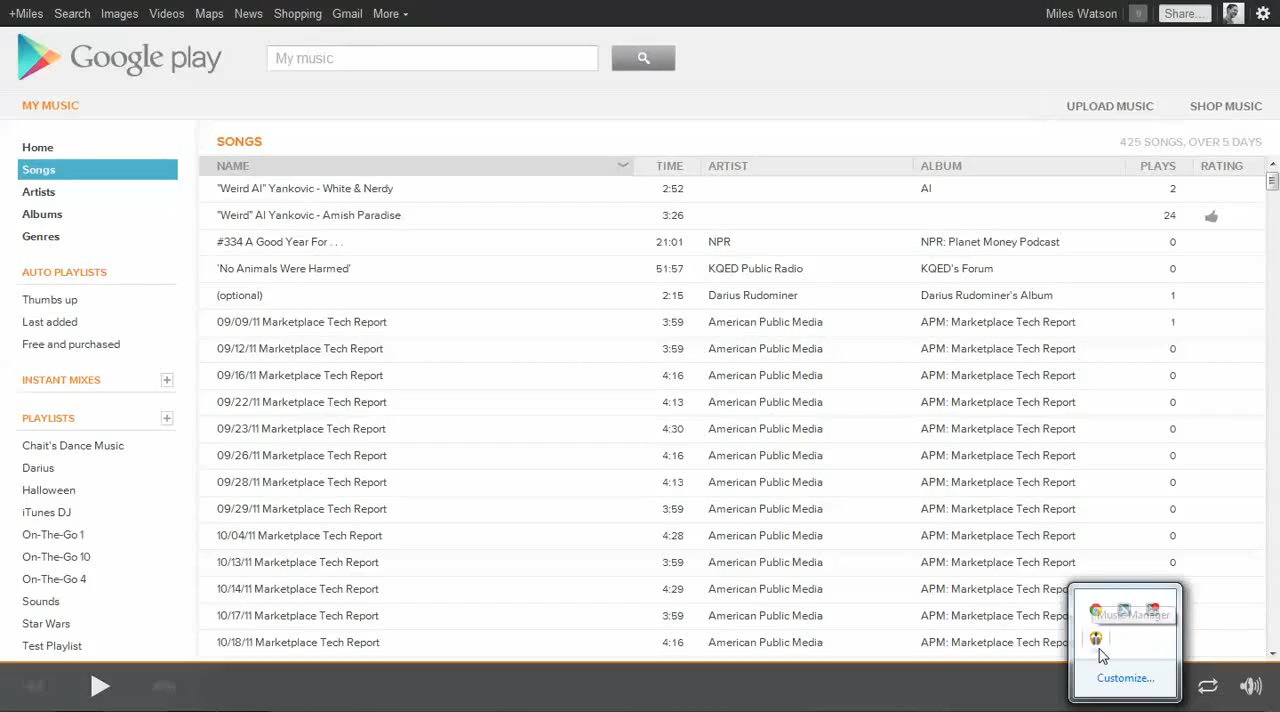 +Miles Search Images Videos Maps News Shopping Gmail More Miles Watson 9 Share...
Google play My music
MY MUSIC UPLOAD MUSIC SHOP MUSIC
Home
Songs
Artists
Albums
Genres
AUTO PLAYLISTS
Thumbs up
Last added
Free and purchased
INSTANT MIXES
PLAYLISTS
Chait's Dance Music
Darius
Halloween
iTunes DJ
On-The-Go 1
On-The-Go 10
On-The-Go 4
Sounds
Star Wars
Test Playlist
SONGS 425 SONGS, OVER 5 DAYS
NAME TIME ARTIST ALBUM PLAYS RATING
"Weird Al" Yankovic - White & Nerdy 2:52 Al 2
"Weird" Al Yankovic - Amish Paradise 3:26 24
#334 A Good Year For . . . 21:01 NPR NPR: Planet Money Podcast 0
'No Animals Were Harmed' 51:57 KQED Public Radio KQED's Forum 0
(optional) 2:15 Darius Rudominer Darius Rudominer's Album 1
09/09/11 Marketplace Tech Report 3:59 American Public Media APM: Marketplace Tech Report 1
09/12/11 Marketplace Tech Report 3:59 American Public Media APM: Marketplace Tech Report 0
09/16/11 Marketplace Tech Report 4:16 American Public Media APM: Marketplace Tech Report 0
09/22/11 Marketplace Tech Report 4:13 American Public Media APM: Marketplace Tech Report 0
09/23/11 Marketplace Tech Report 4:30 American Public Media APM: Marketplace Tech Report 0
09/26/11 Marketplace Tech Report 4:16 American Public Media APM: Marketplace Tech Report 0
09/28/11 Marketplace Tech Report 4:13 American Public Media APM: Marketplace Tech Report 0
09/29/11 Marketplace Tech Report 3:59 American Public Media APM: Marketplace Tech Report 0
10/04/11 Marketplace Tech Report 4:28 American Public Media APM: Marketplace Tech Report 0
10/13/11 Marketplace Tech Report 3:59 American Public Media APM: Marketplace Tech Report 0
10/14/11 Marketplace Tech Report 4:29 American Public Media APM: Marketplace Tech Repo
10/17/11 Marketplace Tech Report 3:59 American Public Media APM: Marketplace Tech Repo
10/18/11 Marketplace Tech Report 4:16 American Public Media APM: Marketplace Tech Repo
Music Manager
Customize...